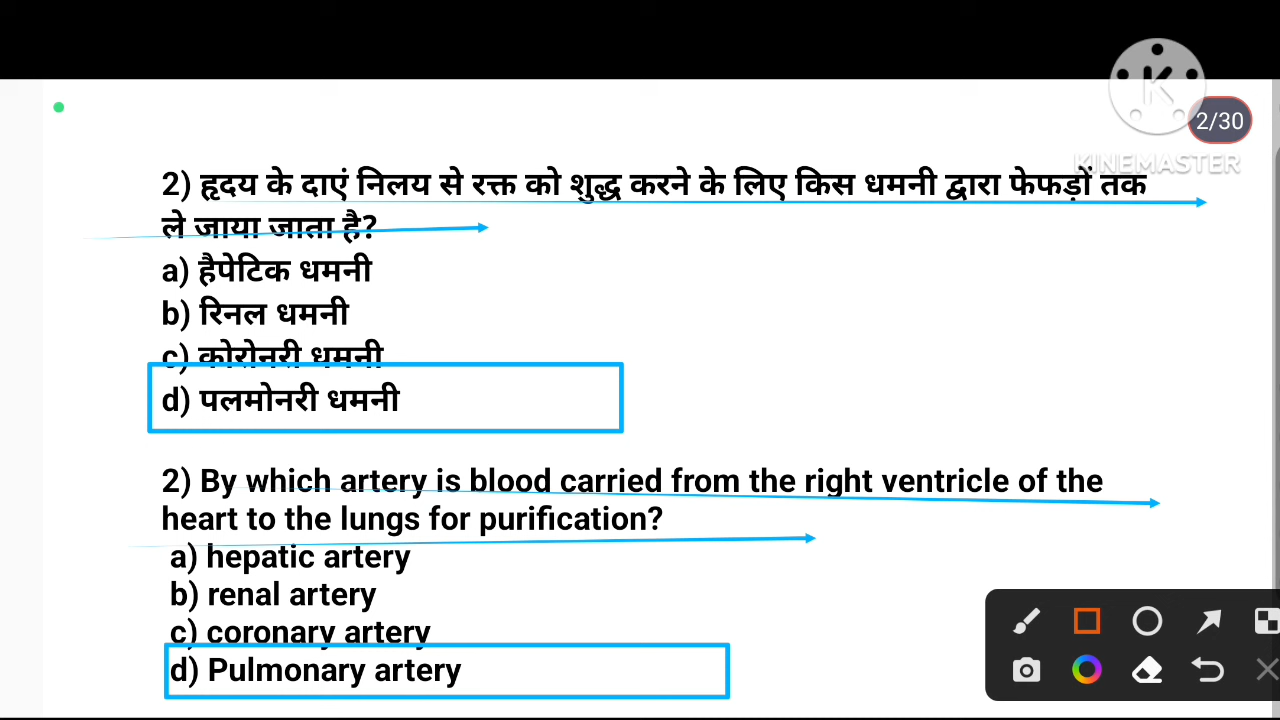 2/30
KINEMASTER
2) हृदय के दाएं निलय से रक्त को शुद्ध करने के लिए किस धमनी द्वारा फेफड़ों तक
ले जाया जाता है?
a) हैपेटिक धमनी
b) रिनल धमनी
c) कोरोनरी धमनी
d) पलमोनरी धमनी
2) By which artery is blood carried from the right ventricle of the
heart to the lungs for purification?
a) hepatic artery
b) renal artery
c) coronary artery
d) Pulmonary artery